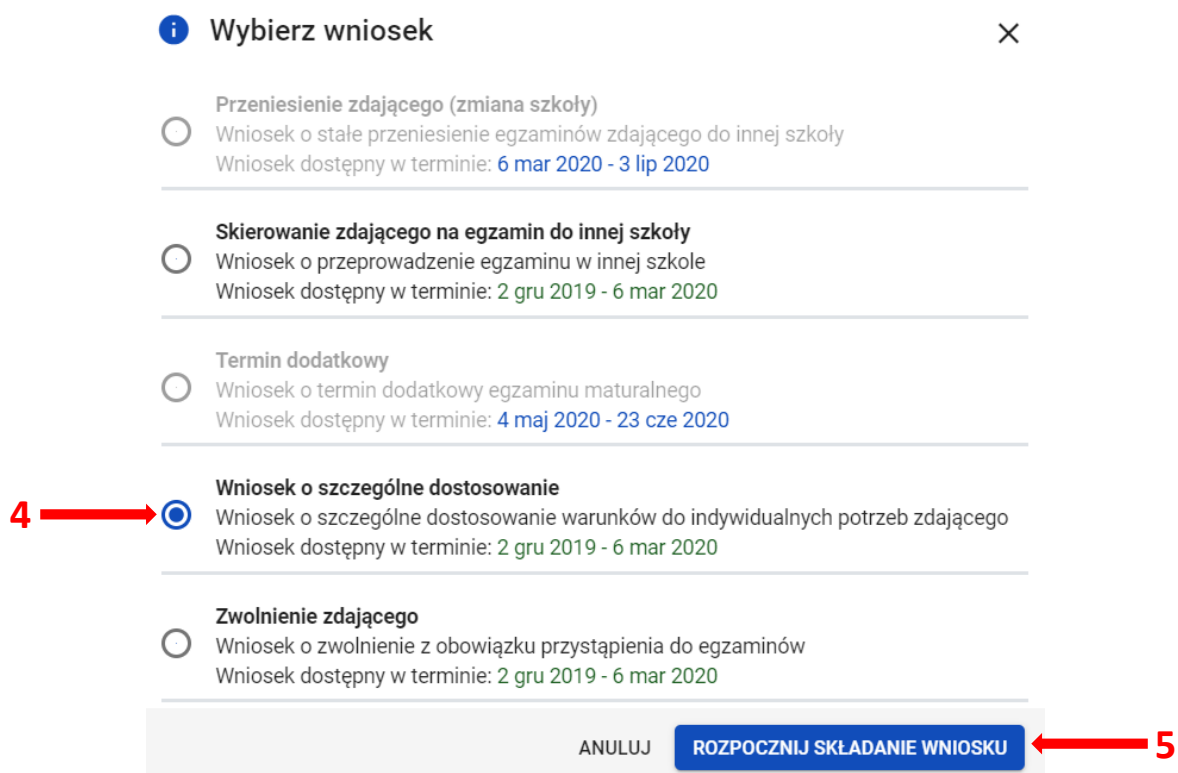 Wybierz wniosek
Przeniesienie zdającego (zmiana szkoły)
Wniosek o stałe przeniesienie egzaminów zdającego do innej szkoły
Wniosek dostępny w terminie: 6 mar 2020 - 3 lip 2020
Skierowanie zdającego na egzamin do innej szkoły
Wniosek o przeprowadzenie egzaminu w innej szkole
Wniosek dostępny w terminie: 2 gru 2019 - 6 mar 2020
Termin dodatkowy
Wniosek o termin dodatkowy egzaminu maturalnego
Wniosek dostępny w terminie: 4 maj 2020 - 23 cze 2020
Wniosek o szczególne dostosowanie
4 Wniosek o szczególne dostosowanie warunków do indywidualnych potrzeb zdającego
Wniosek dostępny w terminie: 2 gru 2019 - 6 mar 2020
Zwolnienie zdającego
Wniosek o zwolnienie z obowiązku przystąpienia do egzaminów
Wniosek dostępny w terminie: 2 gru 2019 - 6 mar 2020
ANULUJ ROZPOCZNIJ SKŁADANIE WNIOSKU 5